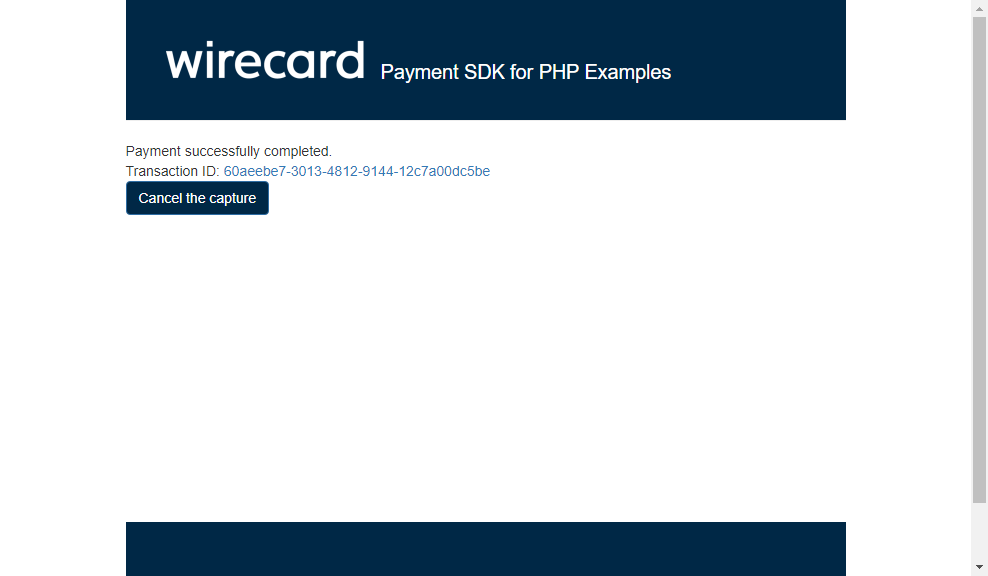 wirecard Payment SDK for PHP Examples
Payment successfully completed.
Transaction ID: 60aeebe7-3013-4812-9144-12c7a00dc5be
Cancel the capture